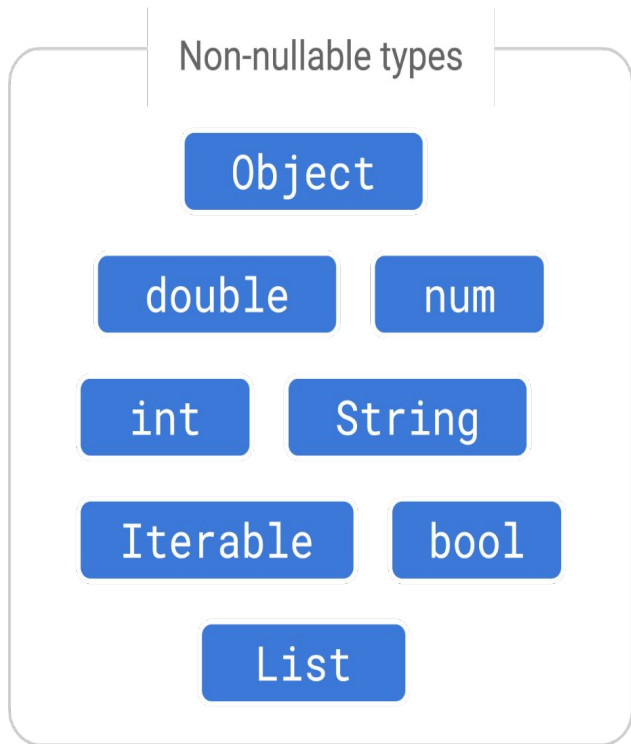 Non-nullable types
Object
double num
int String
Iterable bool
List